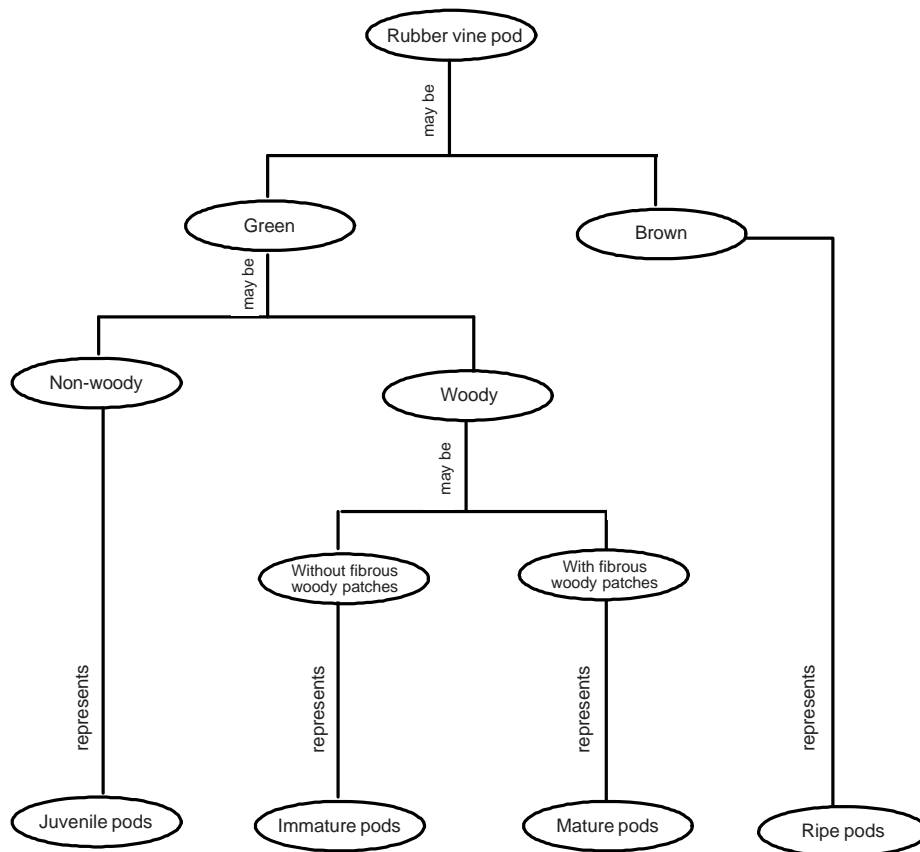 Rubber vine pod
may be
Green
Brown
may be
Non-woody
Woody
may be
Without fibrous
woody patches
With fibrous
woody patches
represents
represents
represents
represents
Juvenile pods
Immature pods
Mature pods
Ripe pods